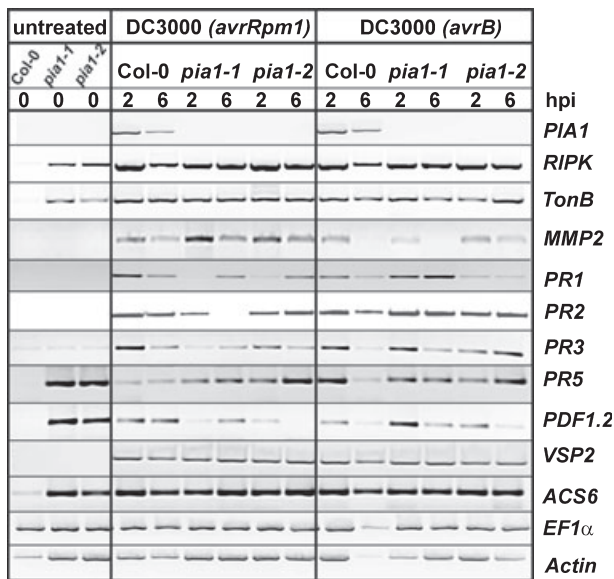 untreated DC3000 (avrRpm1) DC3000 (avrB)
Col-0 pia1-1 pia1-2 Col-0 pia1-1 pia1-2 Col-0 pia1-1 pia1-2
0 0 0 2 6 2 6 2 6 2 6 2 6 2 6 hpi
PIA1
RIPK
TonB
MMP2
PR1
PR2
PR3
PR5
PDF1.2
VSP2
ACS6
EF1α
Actin